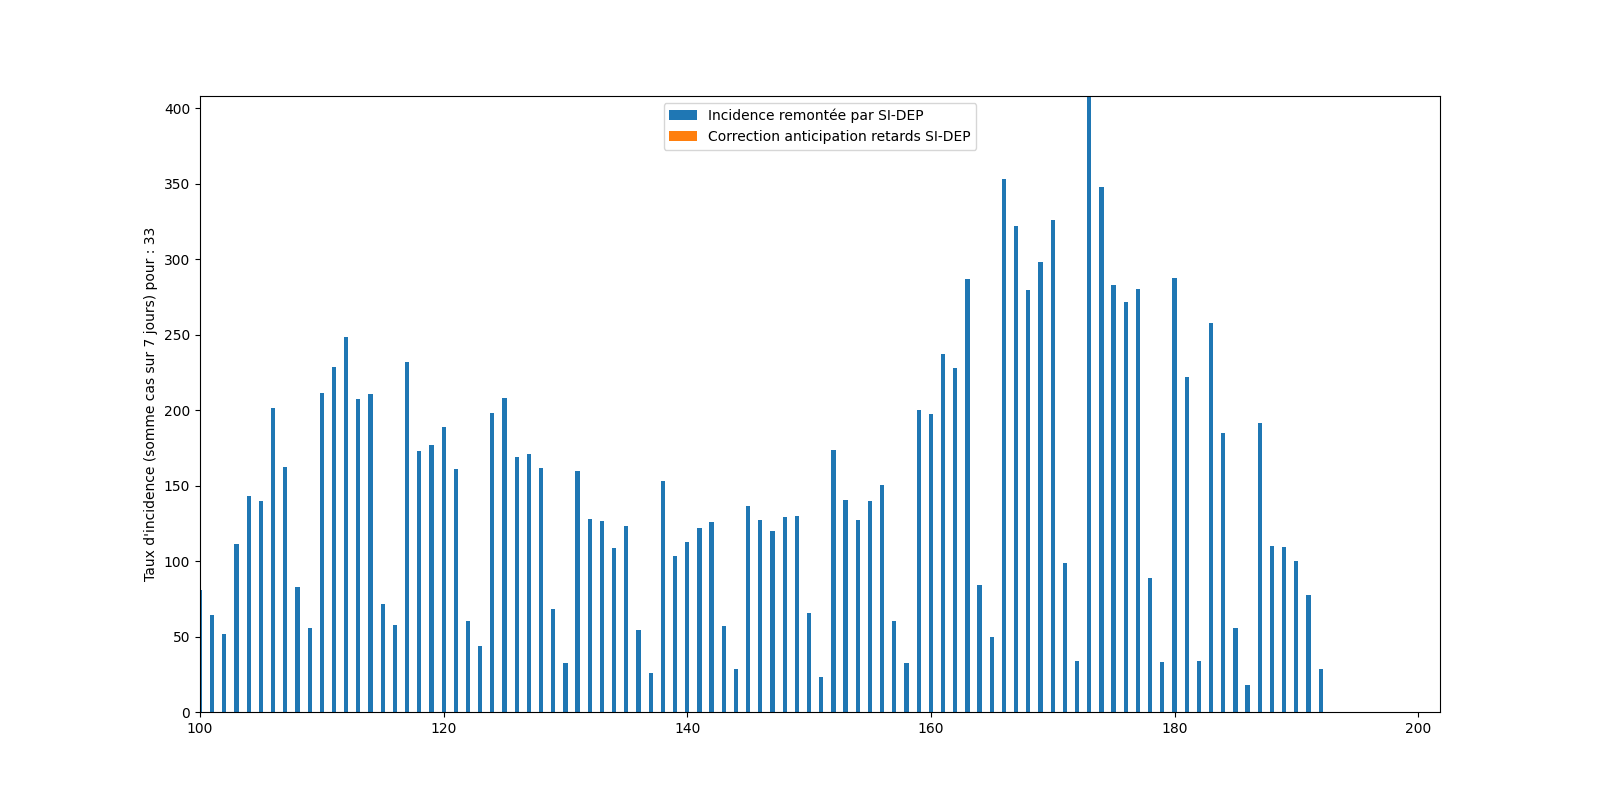 Incidence remontée par SI-DEP
Correction anticipation retards SI-DEP
Taux d'incidence (somme cas sur 7 jours) pour : 33
400
350
300
250
200
150
100
50
0
100 120 140 160 180 200